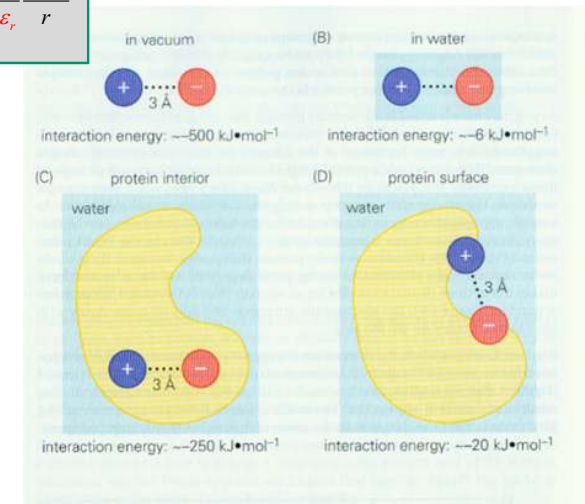 εᵣ r
in vacuum
+ −
3 Å
interaction energy: ~−500 kJ•mol⁻¹
(B) in water
+ −
interaction energy: ~−6 kJ•mol⁻¹
(C) protein interior
water
+ −
3 Å
interaction energy: ~−250 kJ•mol⁻¹
(D) protein surface
water
+
3 Å
−
interaction energy: ~−20 kJ•mol⁻¹